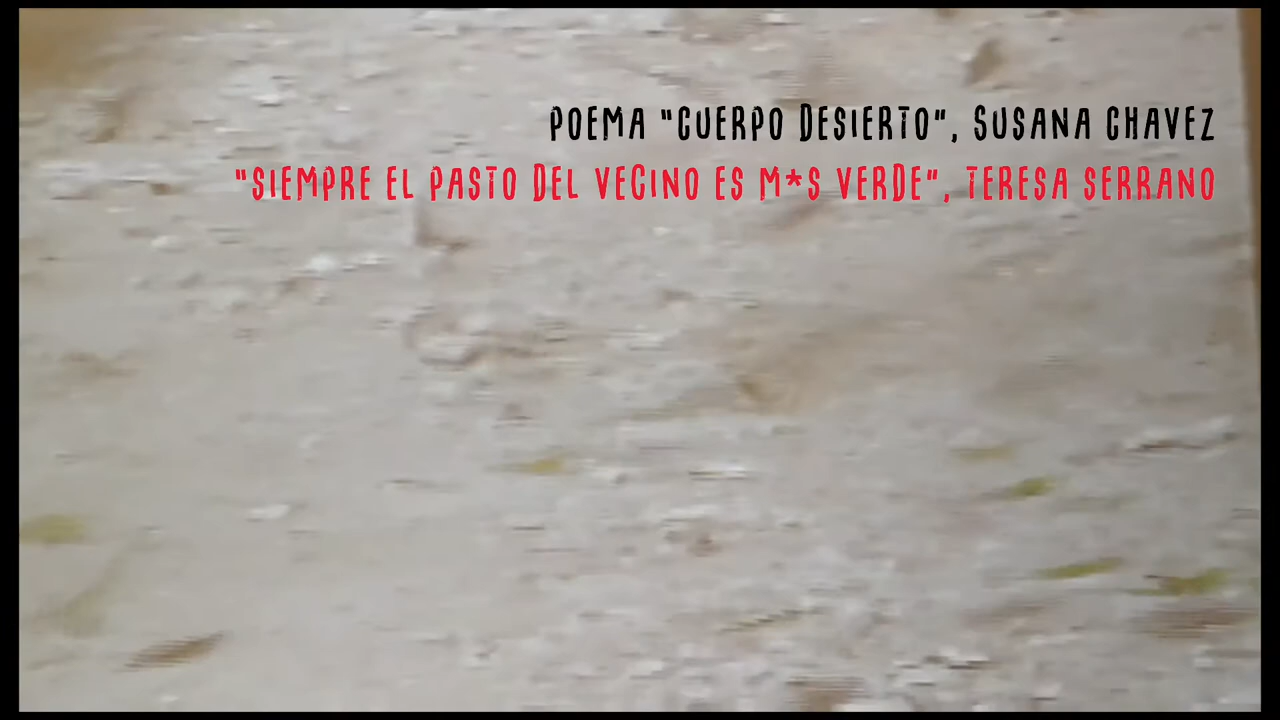 POEMA "CUERPO DESIERTO", SUSANA CHAVEZ
"SIEMPRE EL PASTO DEL VECINO ES M*S VERDE", TERESA SERRANO